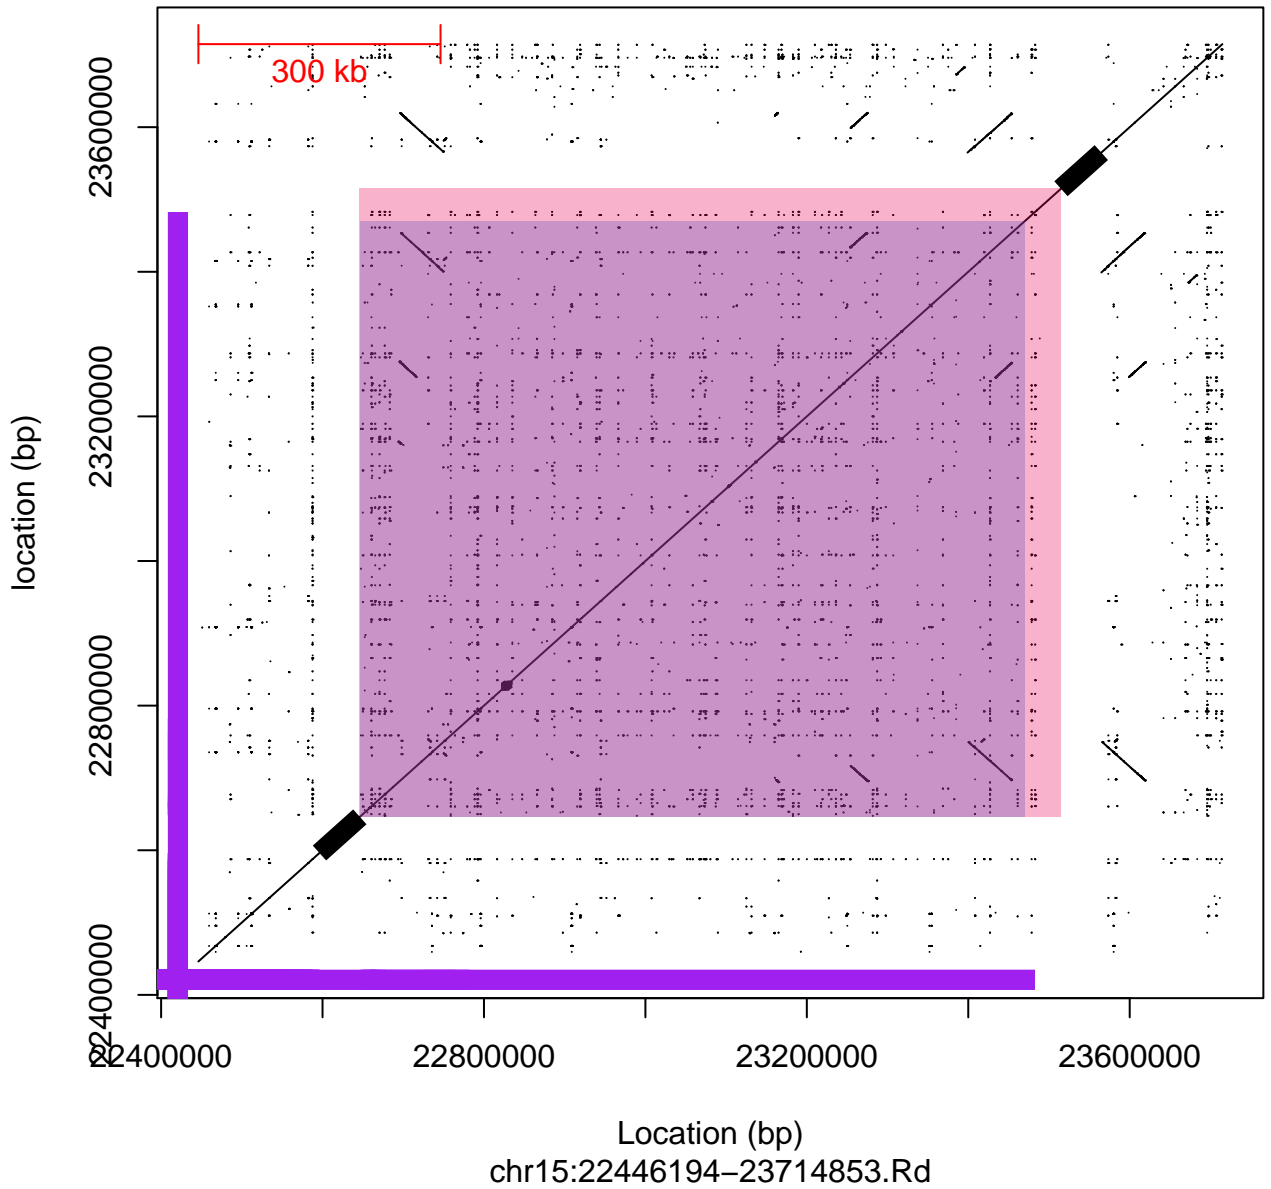 300 kb
23600000
23200000
22800000
22400000
location (bp)
22400000 22800000 23200000 23600000
Location (bp)
chr15:22446194−23714853.Rd